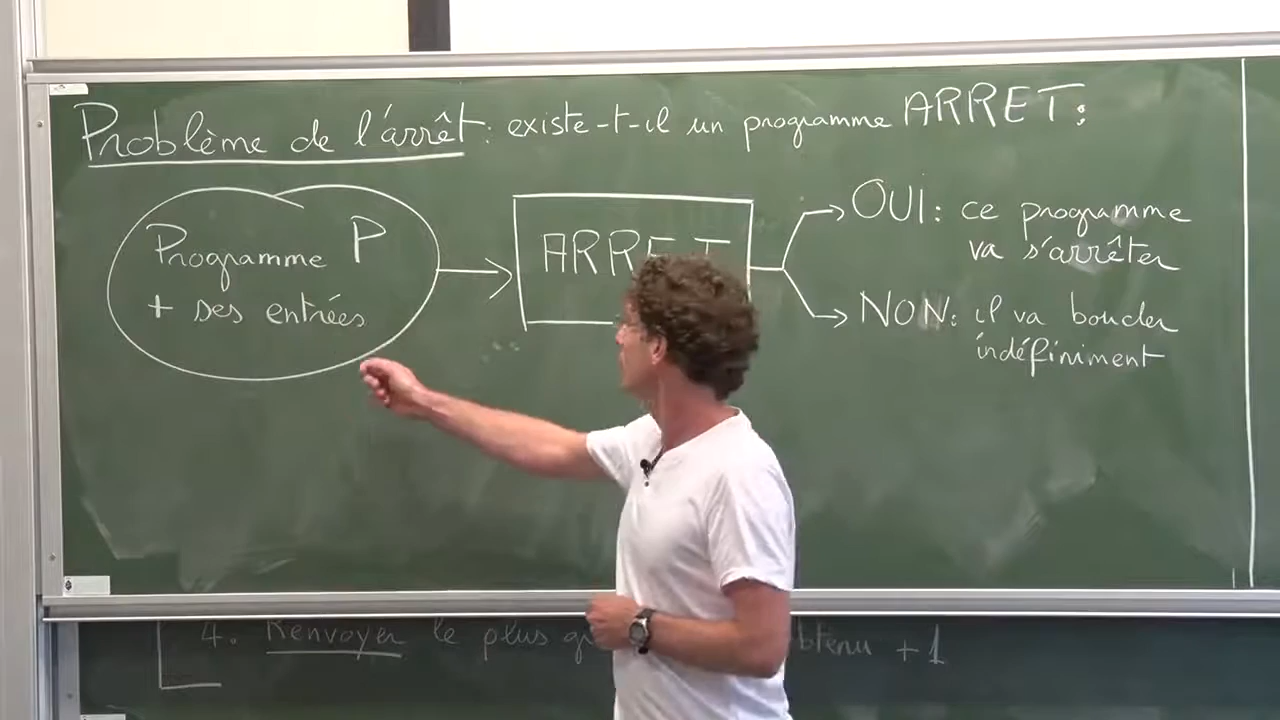 Problème de l'arrêt : existe-t-il un programme ARRET :
Programme P
+ ses entrées
ARRET
OUI : ce programme
va s'arrêter
NON : il va boucler
indéfiniment
4. Renvoyer le plus
+1